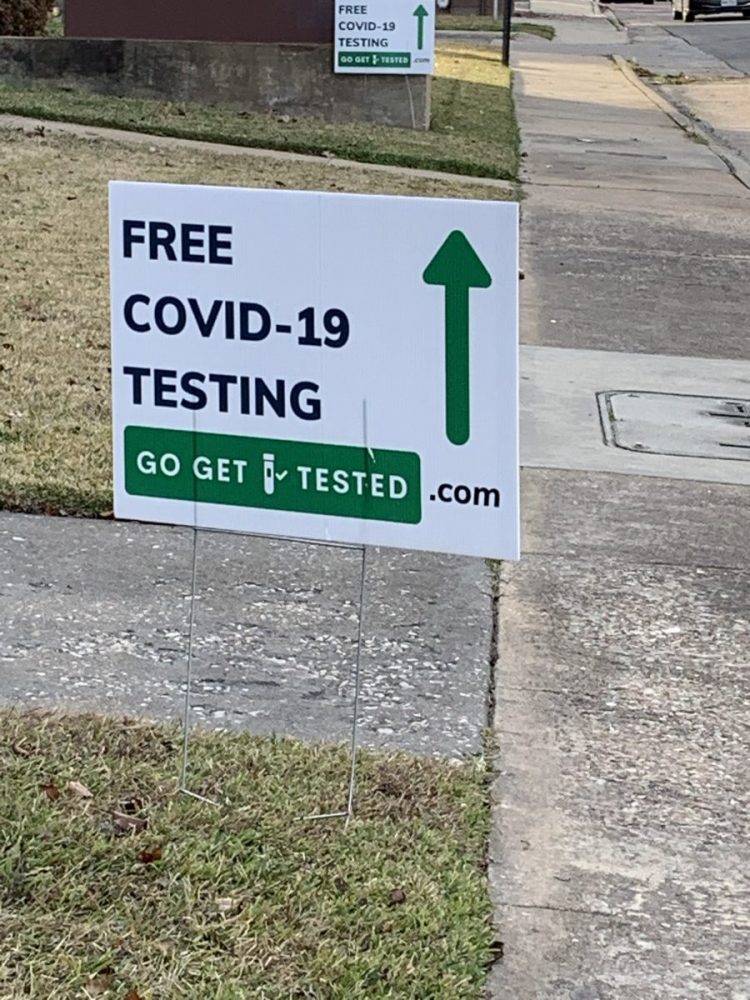 FREE
COVID-19
TESTING
GO GET TESTED .com
FREE
COVID-19
TESTING
GO GET TESTED .com